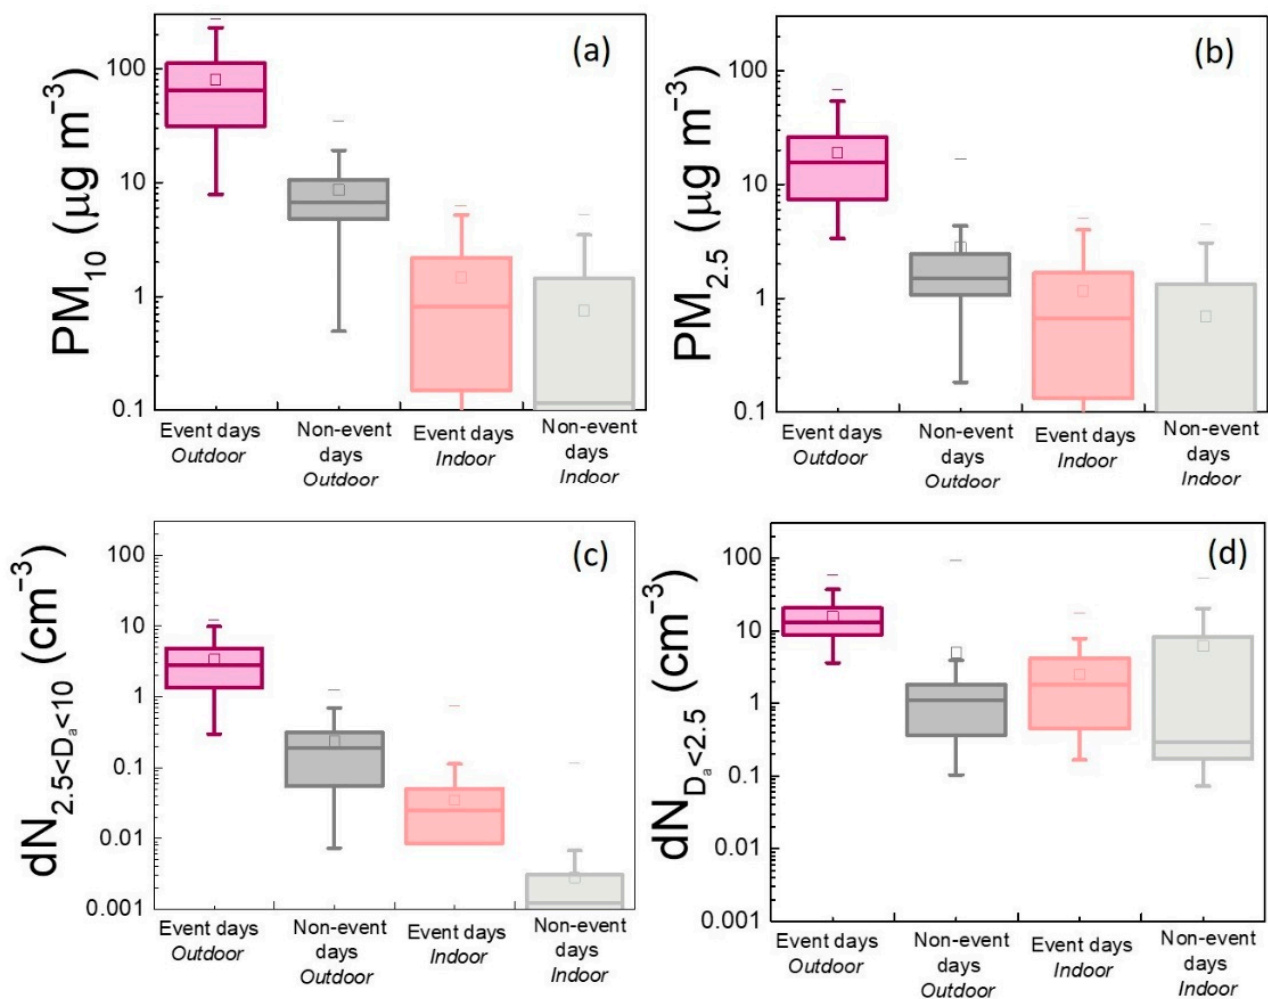 (a)
PM₁₀ (μg m⁻³)
100
10
1
0.1
Event days
Outdoor
Non-event
days
Outdoor
Event days
Indoor
Non-event
days
Indoor
(b)
PM₂.₅ (μg m⁻³)
100
10
1
0.1
Event days
Outdoor
Non-event
days
Outdoor
Event days
Indoor
Non-event
days
Indoor
(c)
dN₂.₅<Dₐ<10 (cm⁻³)
100
10
1
0.1
0.01
0.001
Event days
Outdoor
Non-event
days
Outdoor
Event days
Indoor
Non-event
days
Indoor
(d)
dN Dₐ<2.5 (cm⁻³)
100
10
1
0.1
0.01
0.001
Event days
Outdoor
Non-event
days
Outdoor
Event days
Indoor
Non-event
days
Indoor